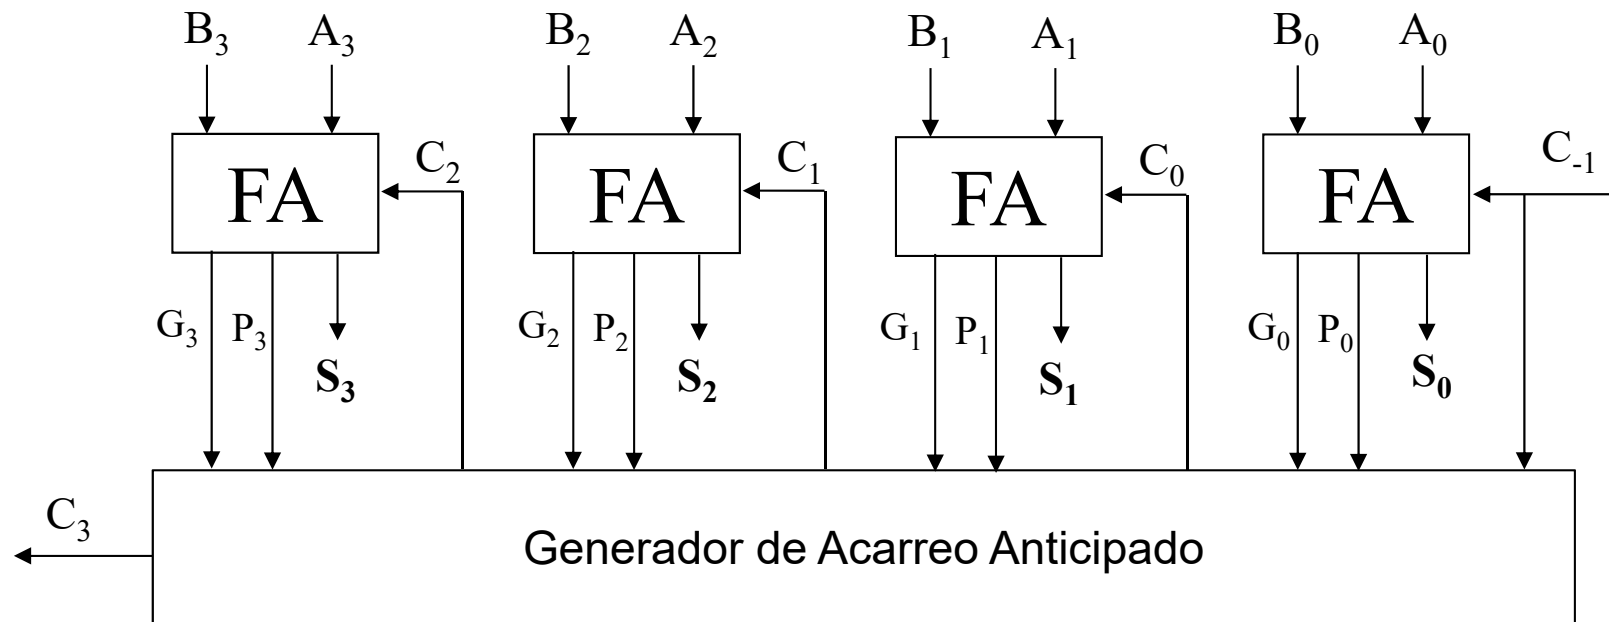 B₃ A₃ B₂ A₂ B₁ A₁ B₀ A₀
FA C₂ FA C₁ FA C₀ FA C₋₁
G₃ P₃ G₂ P₂ G₁ P₁ G₀ P₀
S₃ S₂ S₁ S₀
C₃
Generador de Acarreo Anticipado